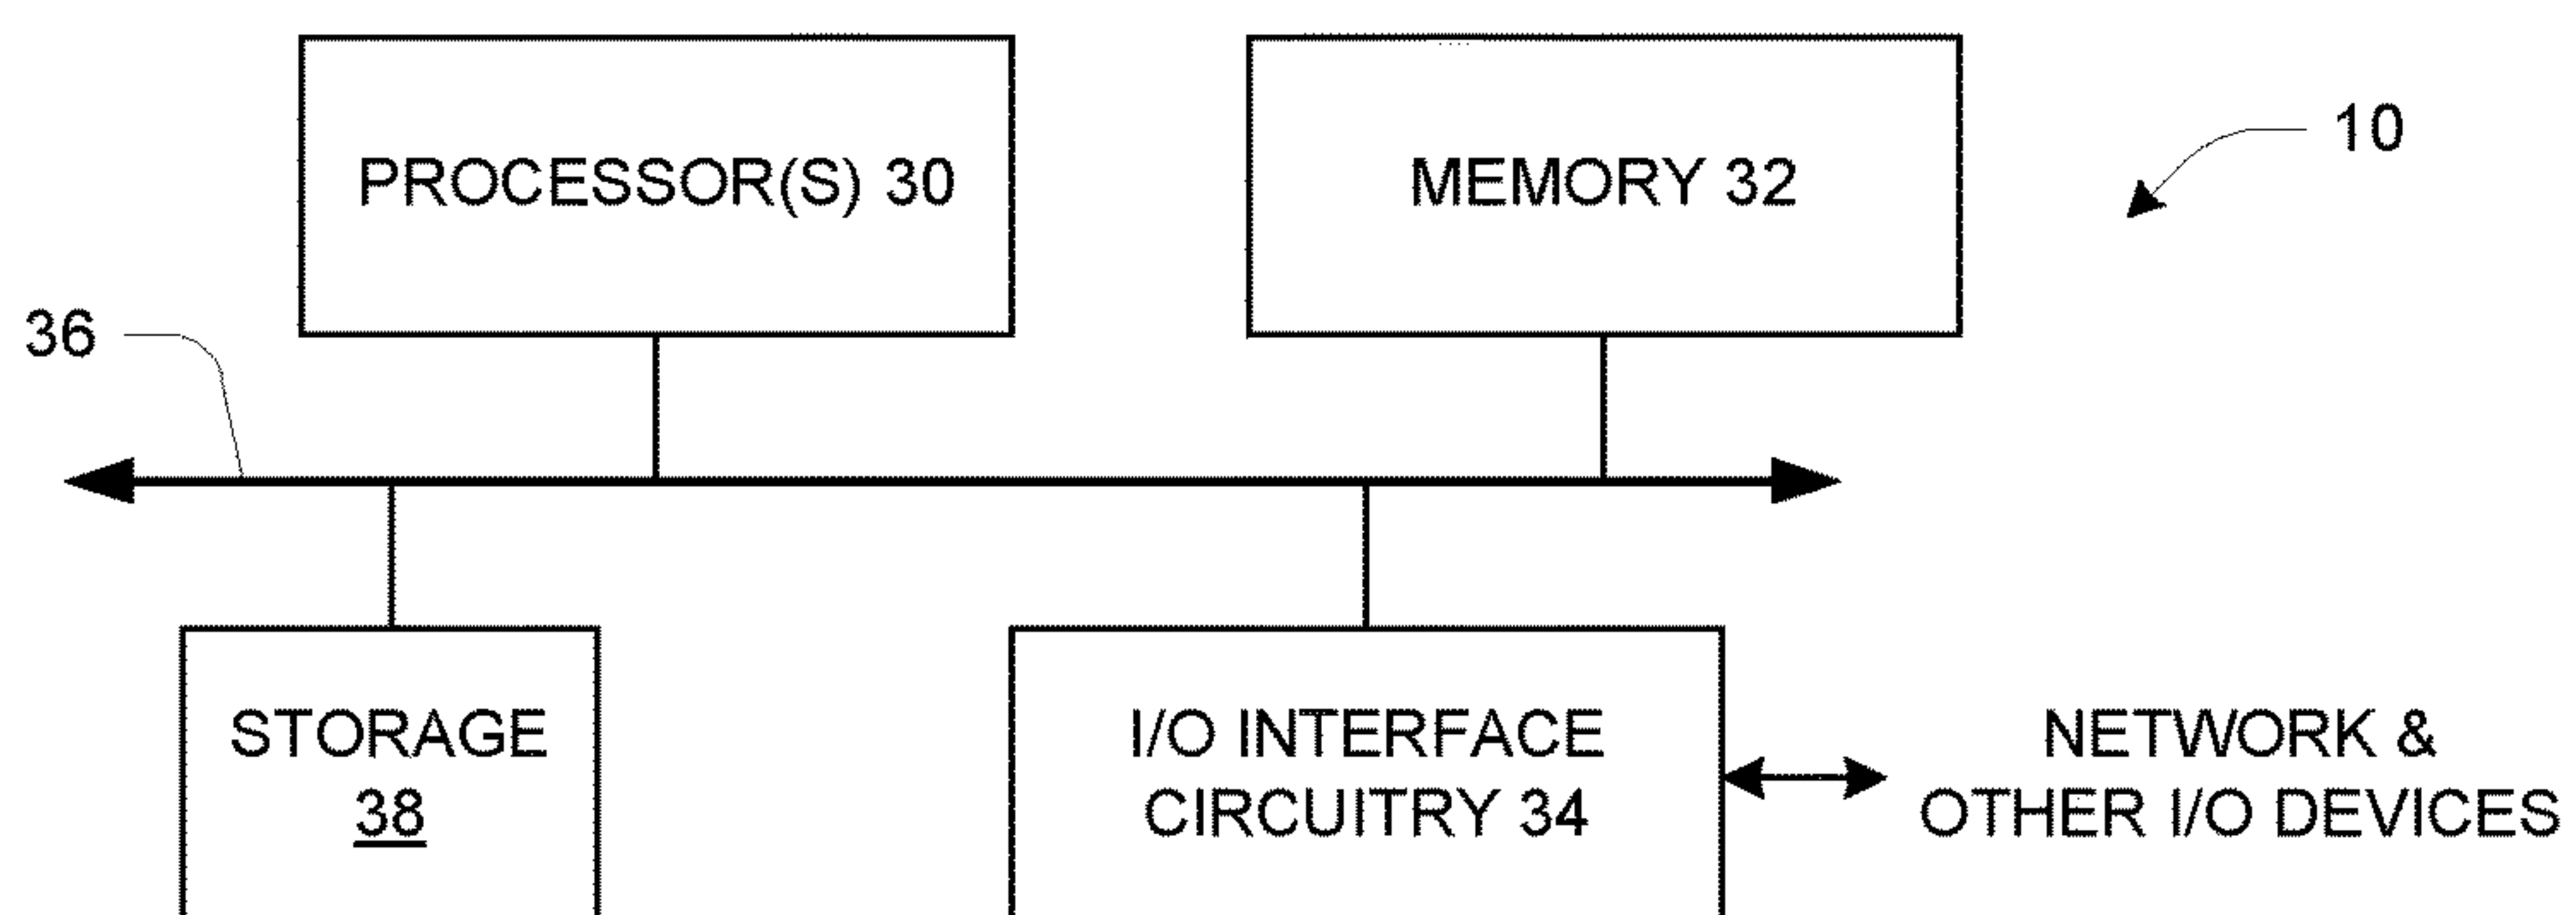 PROCESSOR(S) 30
MEMORY 32
10
36
STORAGE
38
I/O INTERFACE
CIRCUITRY 34
NETWORK &
OTHER I/O DEVICES